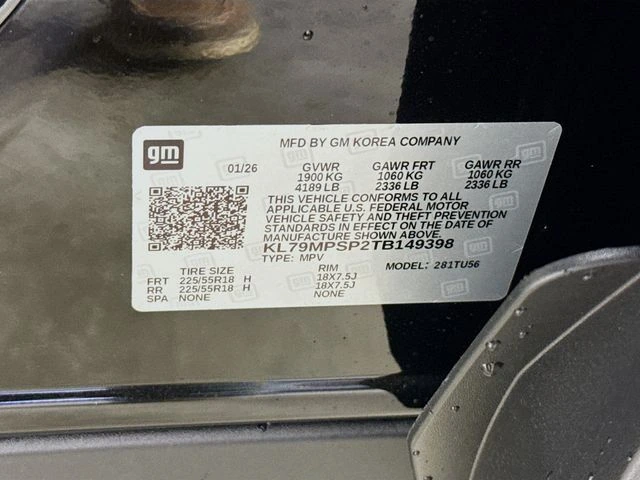 gm
MFD BY GM KOREA COMPANY
01/26 GVWR GAWR FRT GAWR RR
1900 KG 1060 KG 1060 KG
4189 LB 2336 LB 2336 LB
THIS VEHICLE CONFORMS TO ALL
APPLICABLE U.S. FEDERAL MOTOR
VEHICLE SAFETY AND THEFT PREVENTION
STANDARDS IN EFFECT ON THE DATE OF
MANUFACTURE SHOWN ABOVE.
KL79MPSP2TB149398
TYPE: MPV MODEL: 281TU56
TIRE SIZE RIM
FRT 225/55R18 H 18X7.5J
RR 225/55R18 H 18X7.5J
SPA NONE NONE